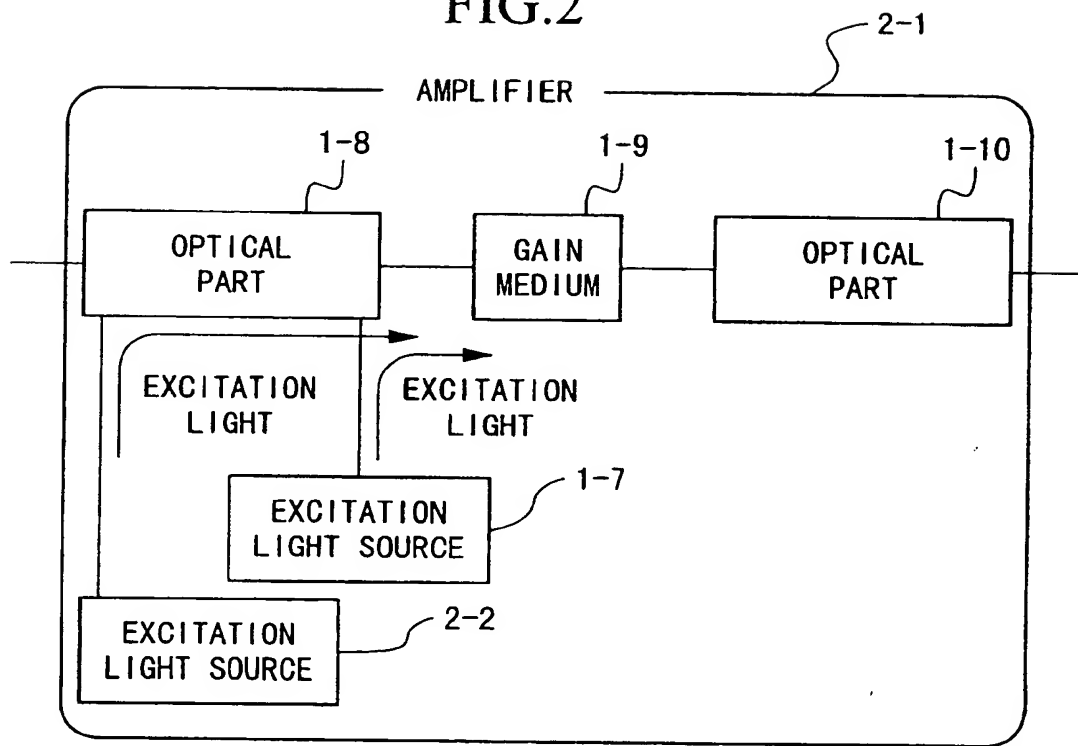 FIG.2
2-1
AMPLIFIER
1-8
1-9
1-10
OPTICAL
PART
GAIN
MEDIUM
OPTICAL
PART
EXCITATION
LIGHT
EXCITATION
LIGHT
1-7
EXCITATION
LIGHT SOURCE
2-2
EXCITATION
LIGHT SOURCE